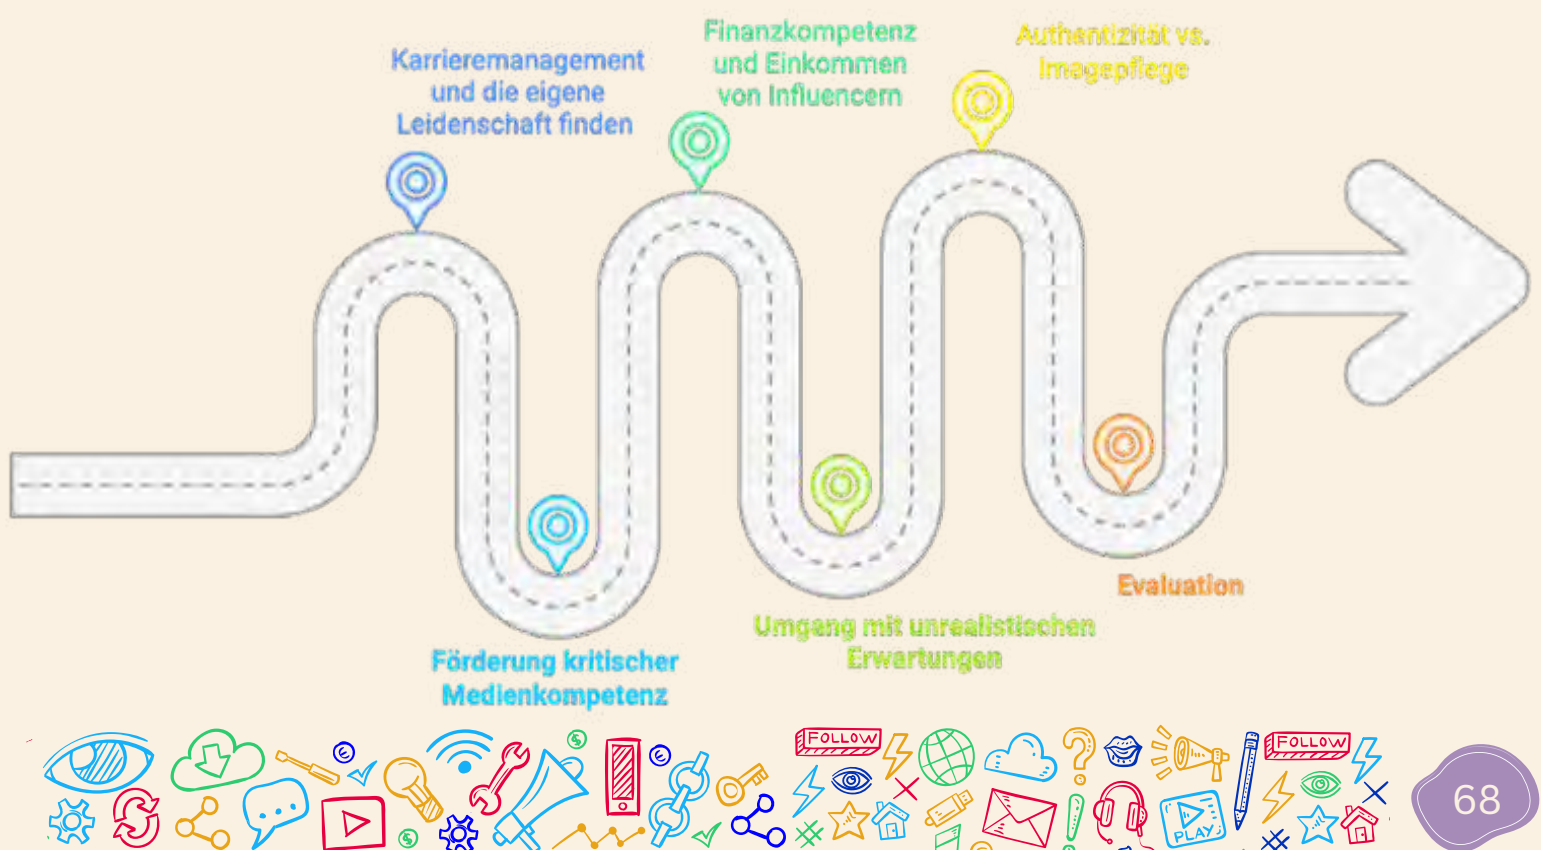 Karrieremanagement
und die eigene
Leidenschaft finden
Finanzkompetenz
und Einkommen
von Influencern
Authentizität vs.
Imagepflege
Förderung kritischer
Medienkompetenz
Umgang mit unrealistischen
Erwartungen
Evaluation
FOLLOW
FOLLOW
PLAY
68